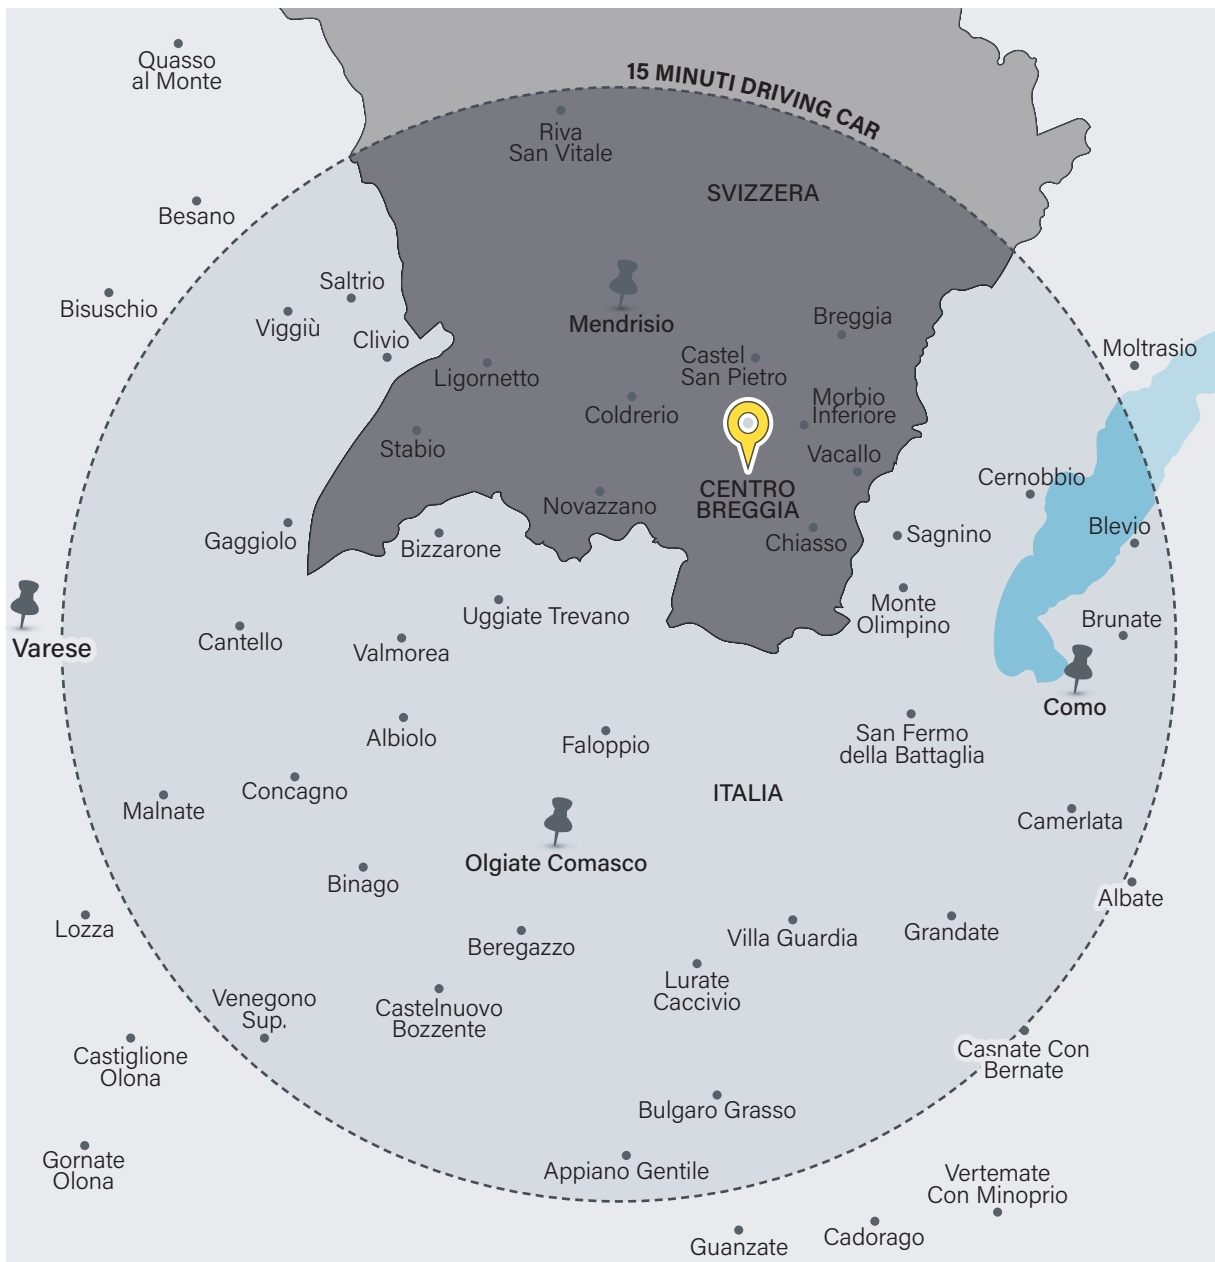 Quasso
al Monte
15 MINUTI DRIVING CAR
Riva
San Vitale
SVIZZERA
Besano
Saltrio
Bisuschio
Viggiù
Clivio
Mendrisio
Breggia
Moltrasio
Castel
San Pietro
Ligornetto
Coldrerio
Morbio
Inferiore
Stabio
Vacallo
Cernobbio
CENTRO
BREGGIA
Novazzano
Blevio
Gaggiolo
Bizzarone
Chiasso
Sagnino
Uggiate Trevano
Monte
Olimpino
Brunate
Varese
Cantello
Valmorea
Como
Albiolo
Faloppio
San Fermo
della Battaglia
Concagno
ITALIA
Malnate
Camerlata
Olgiate Comasco
Binago
Albate
Lozza
Beregazzo
Villa Guardia
Grandate
Lurate
Caccivio
Venegono
Sup.
Castelnuovo
Bozzente
Castiglione
Olona
Casnate Con
Bernate
Bulgaro Grasso
Gornate
Olona
Appiano Gentile
Vertemate
Con Minoprio
Guanzate
Cadorago